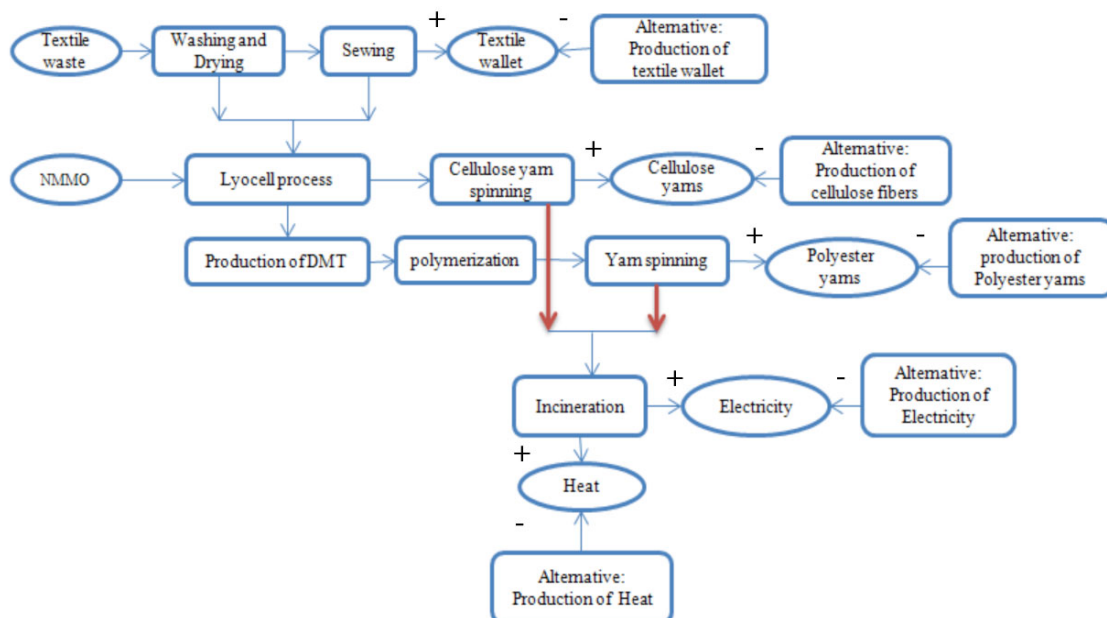 Textile
waste
Washing and
Drying
Sewing
+
Textile
wallet
-
Alternative:
Production of
textile wallet
NMMO
Lyocell process
Cellulose yarn
spinning
+
Cellulose
yarns
-
Alternative:
Production of
cellulose fibers
Production of DMT
polymerization
Yarn spinning
+
Polyester
yarns
-
Alternative:
production of
Polyester yarns
Incineration
+
Electricity
-
Alternative:
Production of
Electricity
+
Heat
-
Alternative:
Production of Heat